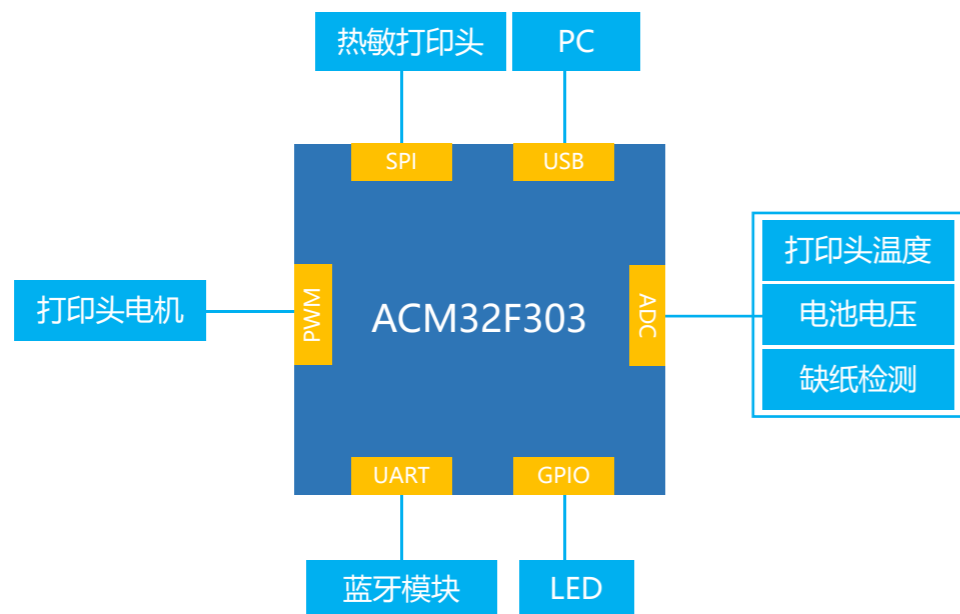 热敏打印头
PC
SPI
USB
打印头电机
PWM
ACM32F303
ADC
打印头温度
电池电压
缺纸检测
UART
GPIO
蓝牙模块
LED